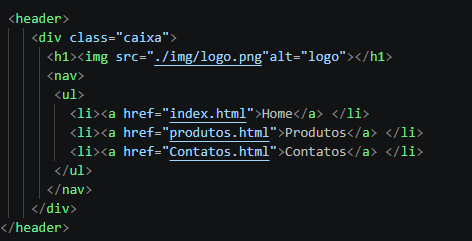 <header>
<div class="caixa">
<h1><img src="./img/logo.png"alt="logo"></h1>
<nav>
<ul>
<li><a href="index.html">Home</a> </li>
<li><a href="produtos.html">Produtos</a> </li>
<li><a href="Contatos.html">Contatos</a> </li>
</ul>
</nav>
</div>
</header>